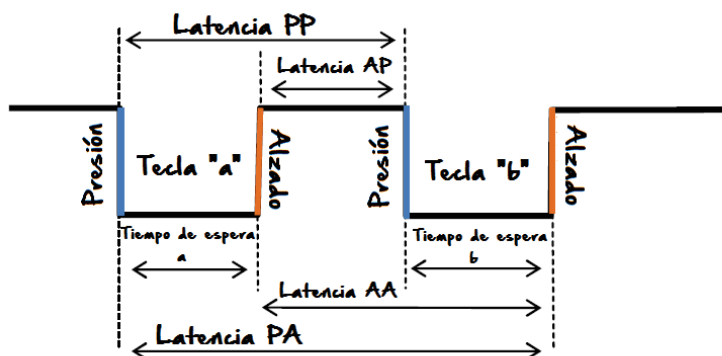 Latencia PP
Latencia AP
Presión
Tecla "a"
Alzado
Presión
Tecla "b"
Alzado
Tiempo de espera
a
Tiempo de espera
b
Latencia AA
Latencia PA